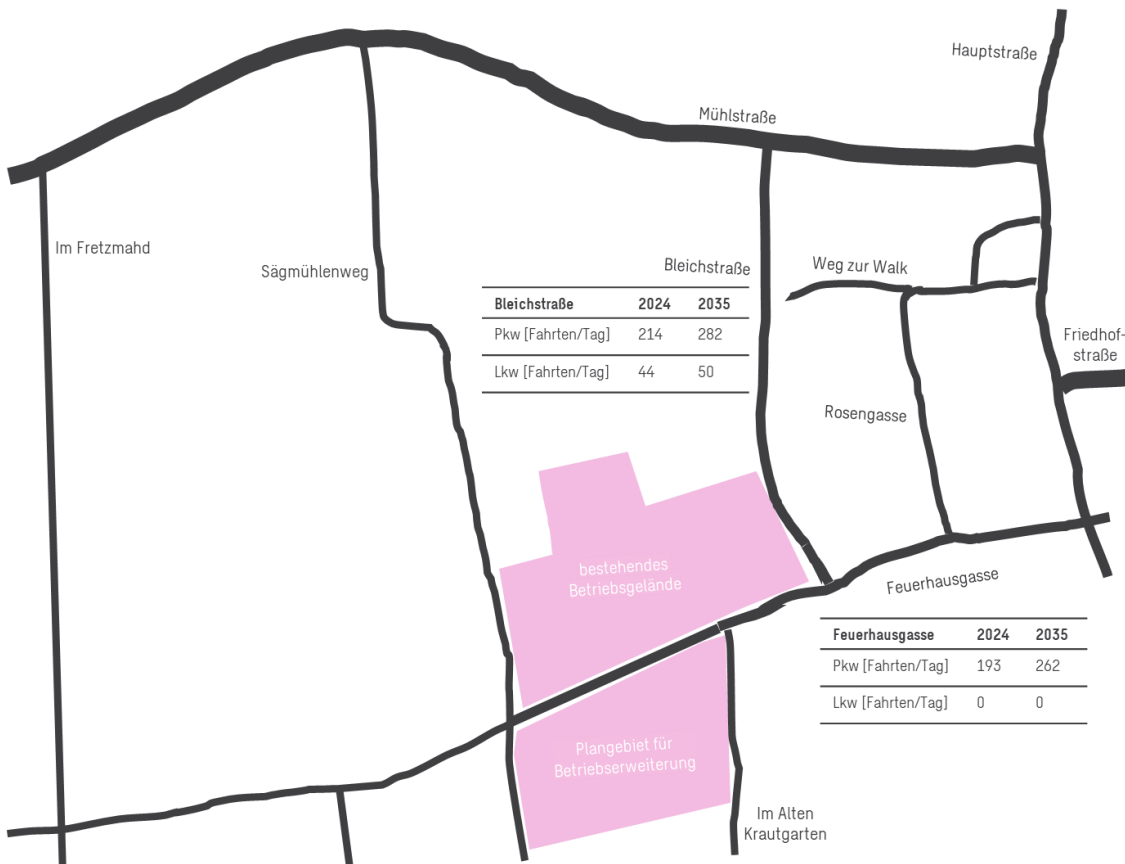 Hauptstraße
Mühlstraße
Im Fretzmahd
Sägmühlenweg
Bleichstraße
Weg zur Walk
Bleichstraße 2024 2035
Pkw [Fahrten/Tag] 214 282
Lkw [Fahrten/Tag] 44 50
Friedhof-
straße
Rosengasse
bestehendes
Betriebsgelände
Feuerhausgasse
Feuerhausgasse 2024 2035
Pkw [Fahrten/Tag] 193 262
Lkw [Fahrten/Tag] 0 0
Plangebiet für
Betriebserweiterung
Im Alten
Krautgarten